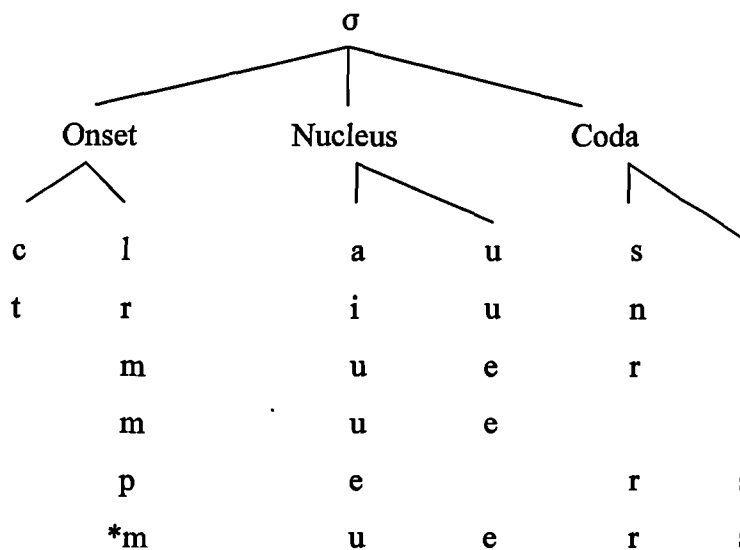 σ
Onset Nucleus Coda
c l a u s
t r i u n
m u e r
m u e
p e r
*m u e r